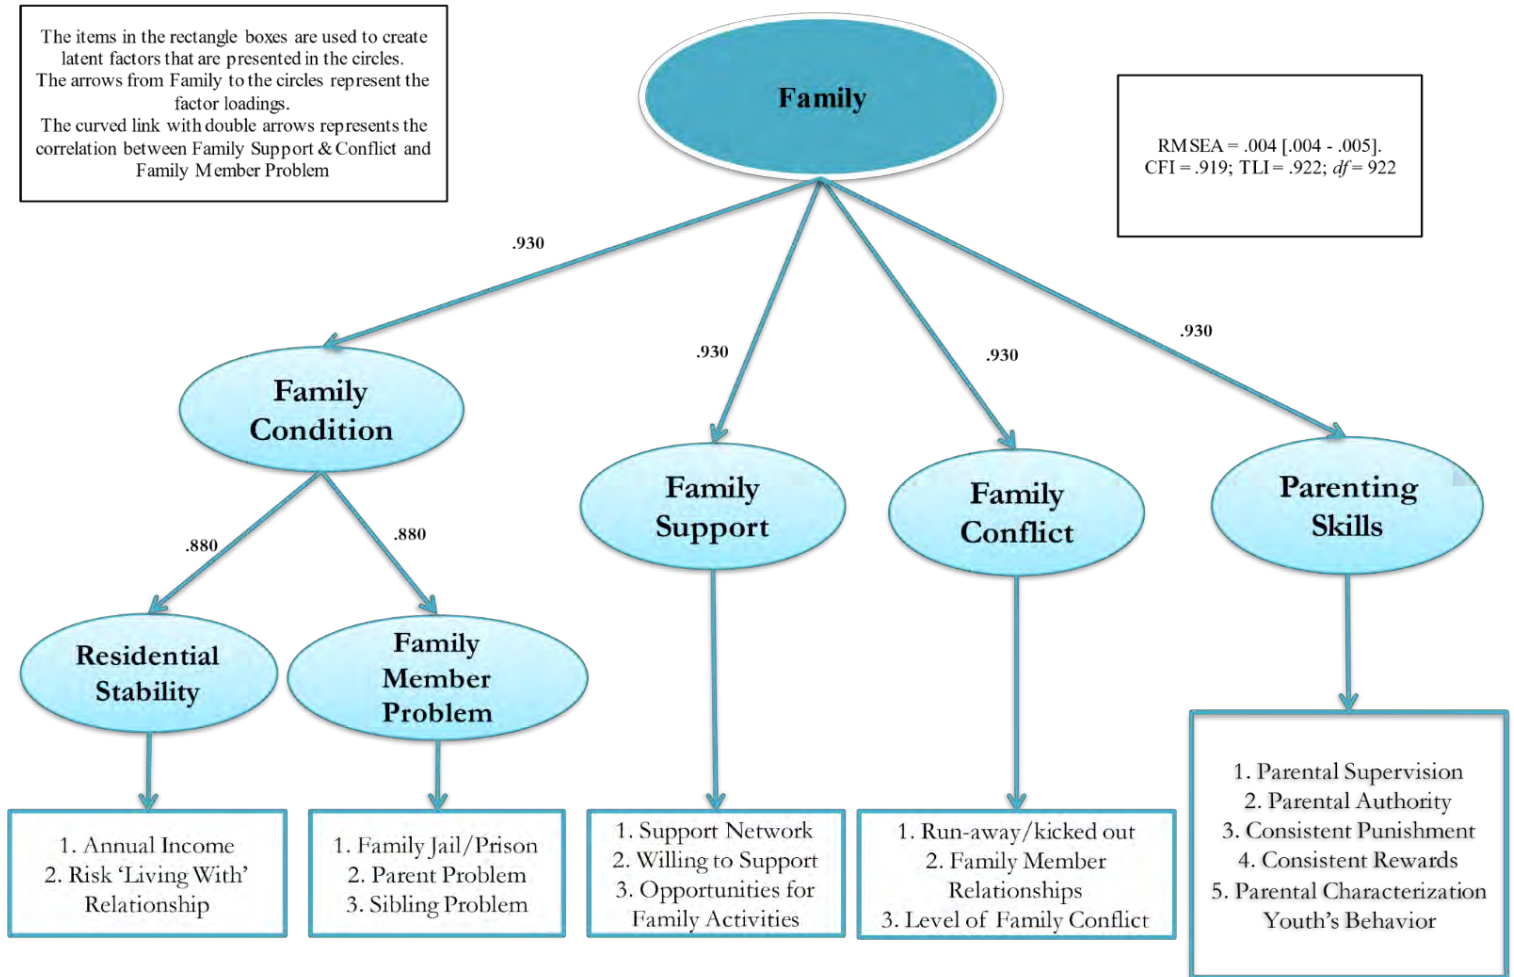 The items in the rectangle boxes are used to create
latent factors that are presented in the circles.
The arrows from Family to the circles represent the
factor loadings.
The curved link with double arrows represents the
correlation between Family Support & Conflict and
Family Member Problem
Family
RMSEA = .004 [.004 - .005].
CFI = .919; TLI = .922; df = 922
.930
.930
.930
.930
Family
Condition
Family
Support
Family
Conflict
Parenting
Skills
.880
.880
Residential
Stability
Family
Member
Problem
1. Annual Income
2. Risk ‘Living With’
Relationship
1. Family Jail/Prison
2. Parent Problem
3. Sibling Problem
1. Support Network
2. Willing to Support
3. Opportunities for
Family Activities
1. Run-away/kicked out
2. Family Member
Relationships
3. Level of Family Conflict
1. Parental Supervision
2. Parental Authority
3. Consistent Punishment
4. Consistent Rewards
5. Parental Characterization
Youth's Behavior